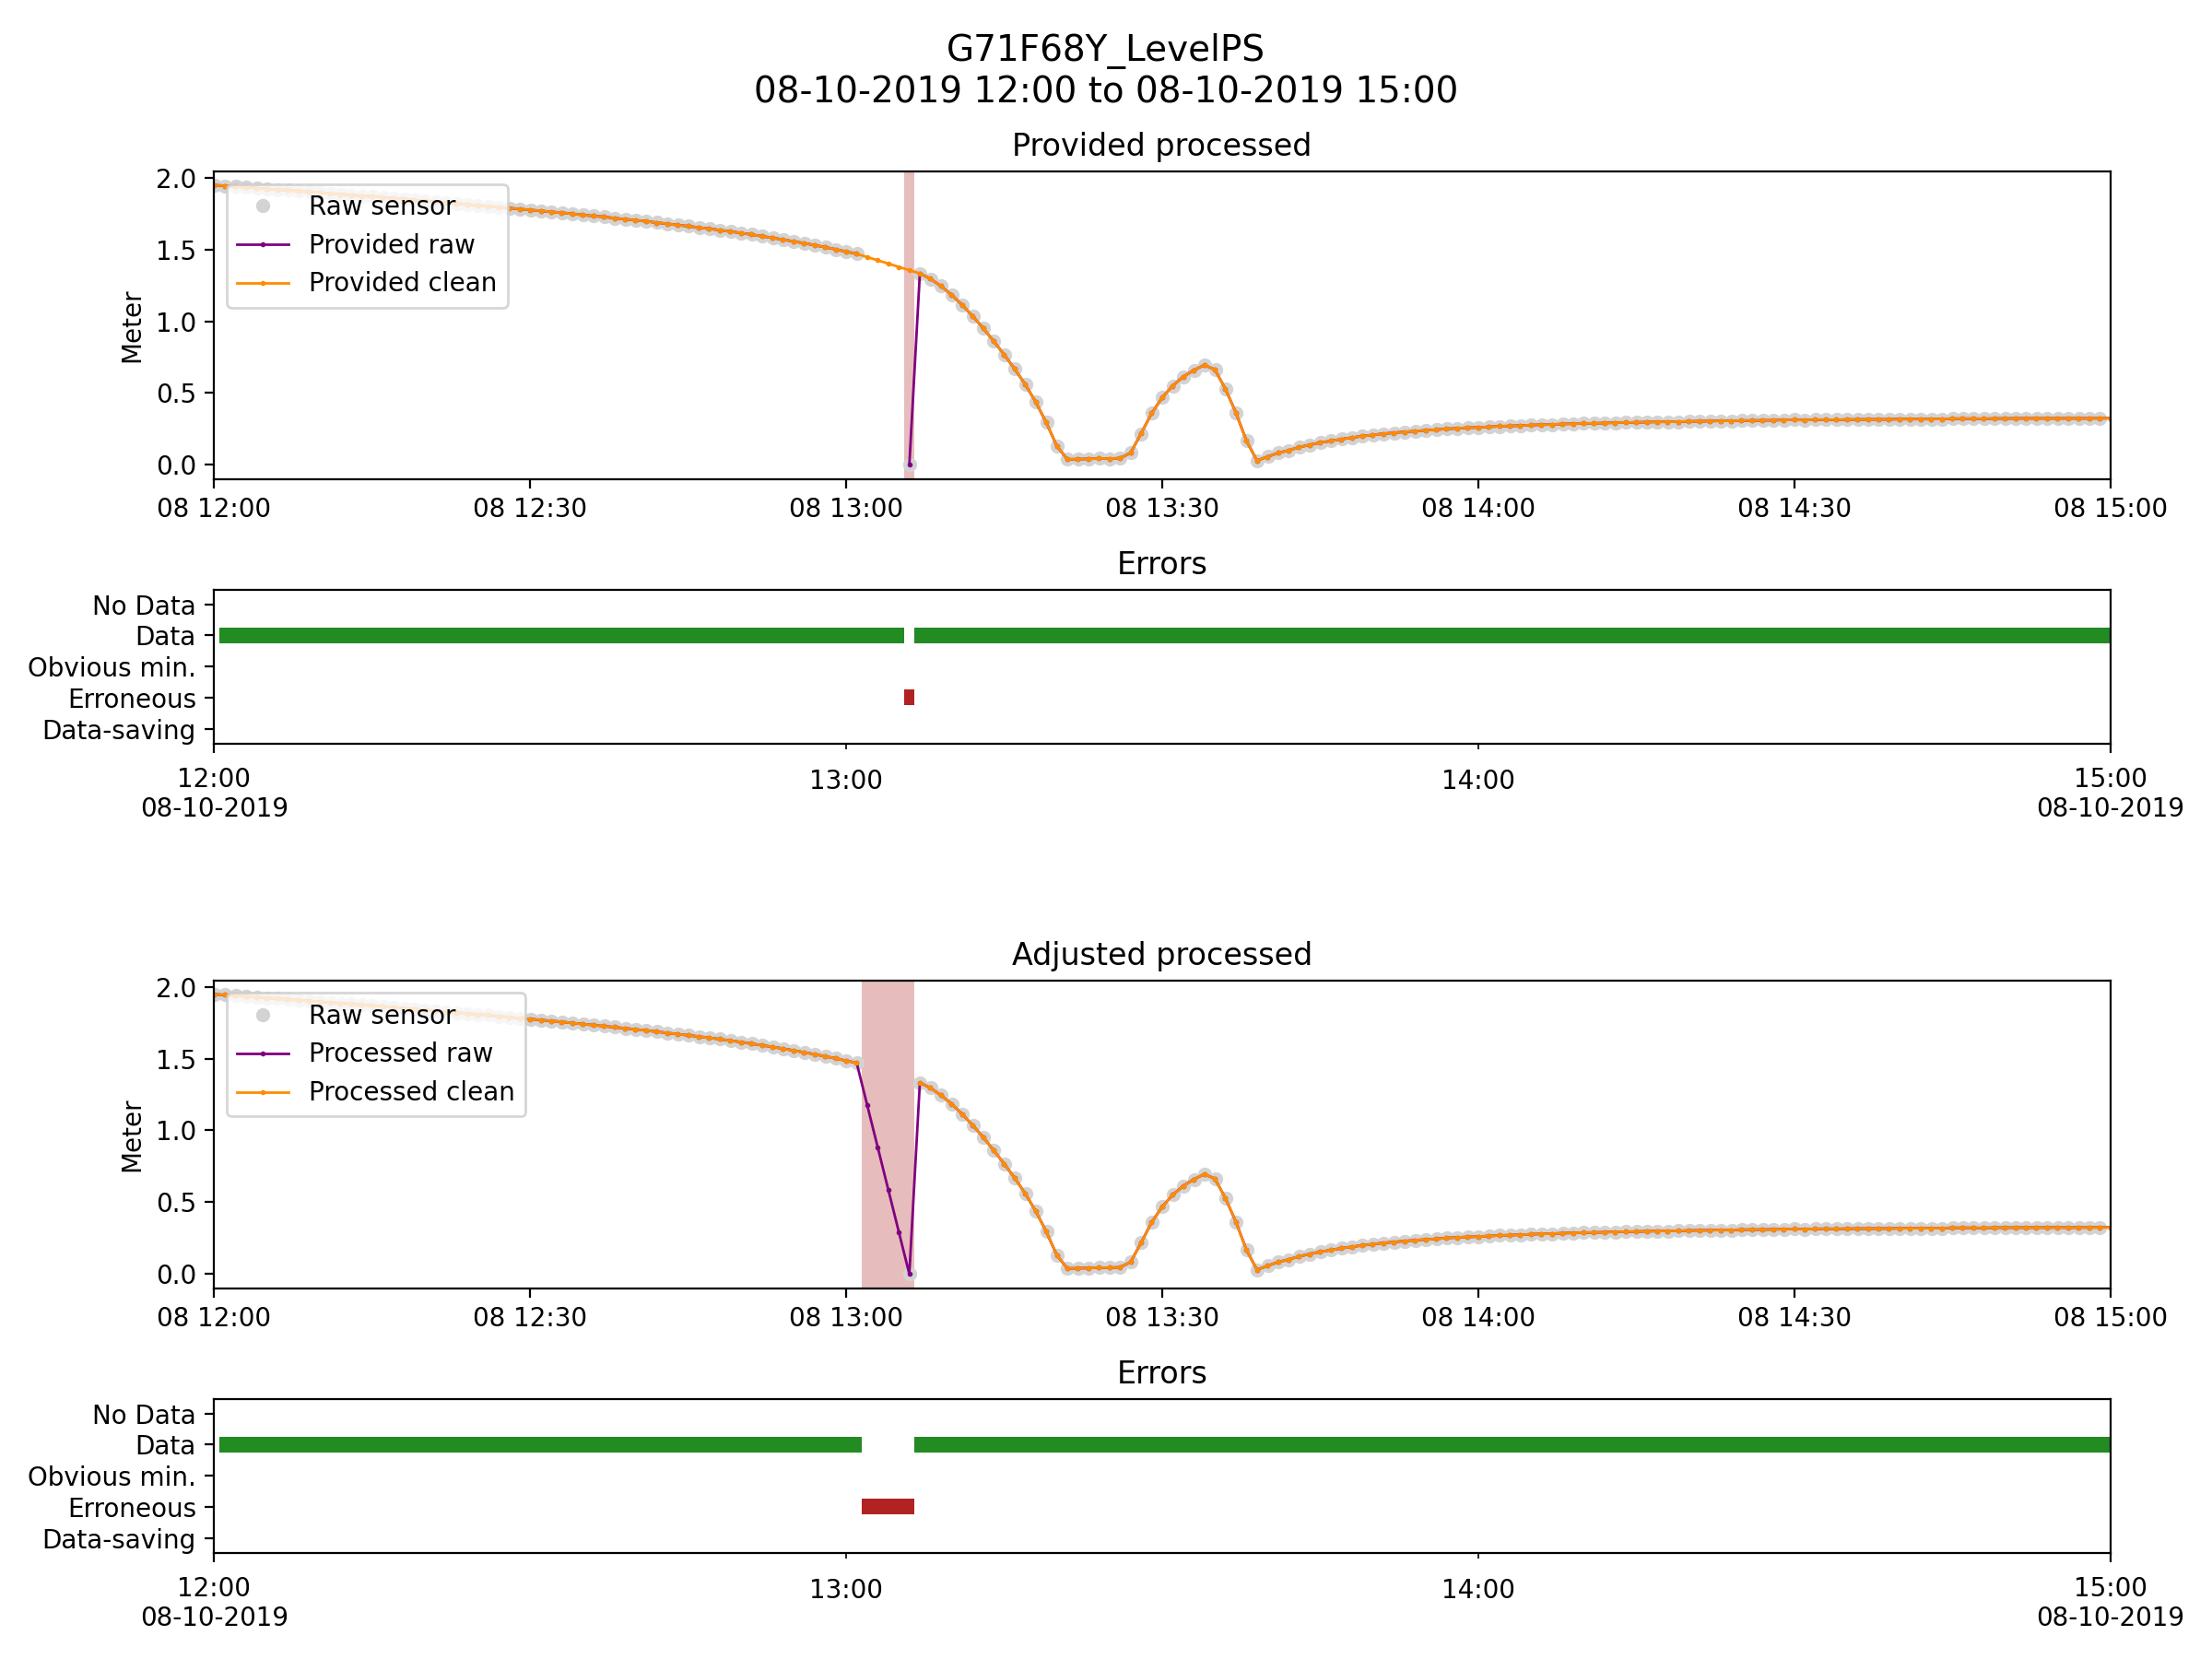 G71F68Y_LevelPS
08-10-2019 12:00 to 08-10-2019 15:00
Provided processed
2.0
1.5
1.0
0.5
0.0
Meter
Raw sensor
Provided raw
Provided clean
08 12:00 08 12:30 08 13:00 08 13:30 08 14:00 08 14:30 08 15:00
Errors
No Data
Data
Obvious min.
Erroneous
Data-saving
12:00 13:00 14:00 15:00
08-10-2019 08-10-2019
Adjusted processed
2.0
1.5
1.0
0.5
0.0
Meter
Raw sensor
Processed raw
Processed clean
08 12:00 08 12:30 08 13:00 08 13:30 08 14:00 08 14:30 08 15:00
Errors
No Data
Data
Obvious min.
Erroneous
Data-saving
12:00 13:00 14:00 15:00
08-10-2019 08-10-2019